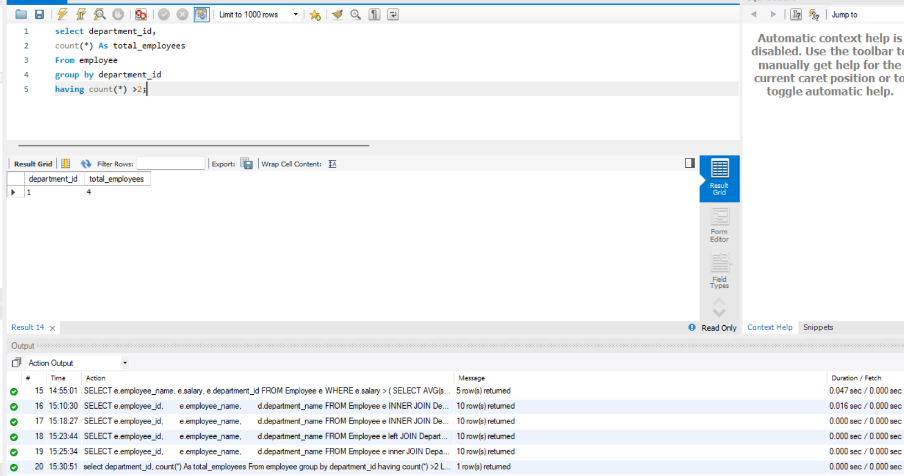 Limit to 1000 rows
Jump to
1 select department_id,
2 count(*) As total_employees
3 From employee
4 group by department_id
5 having count(*) >2;
Automatic context help is
disabled. Use the toolbar to
manually get help for the
current caret position or to
toggle automatic help.
Result Grid Filter Rows: Export: Wrap Cell Content:
department_id total_employees
1 4
Result
Grid
Form
Editor
Field
Types
Result 14 Read Only Context Help Snippets
Output
Action Output
# Time Action Message Duration / Fetch
15 14:55:01 SELECT e.employee_name, e.salary, e.department_id FROM Employee e WHERE e.salary > ( SELECT AVG(s... 5 row(s) returned 0.047 sec / 0.000 sec
16 15:10:30 SELECT e.employee_id, e.employee_name, d.department_name FROM Employee e INNER JOIN De... 10 row(s) returned 0.016 sec / 0.000 sec
17 15:18:27 SELECT e.employee_id, e.employee_name, d.department_name FROM Employee e INNER JOIN De... 10 row(s) returned 0.000 sec / 0.000 sec
18 15:23:44 SELECT e.employee_id, e.employee_name, d.department_name FROM Employee e left JOIN Depart... 10 row(s) returned 0.000 sec / 0.000 sec
19 15:25:34 SELECT e.employee_id, e.employee_name, d.department_name FROM Employee e inner JOIN Depa... 10 row(s) returned 0.000 sec / 0.000 sec
20 15:30:51 select department_id, count(*) As total_employees From employee group by department_id having count(*) >2 L... 1 row(s) returned 0.000 sec / 0.000 sec